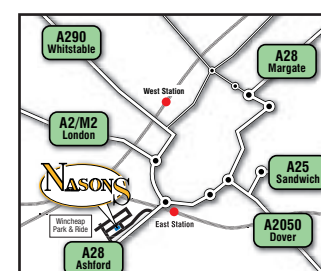 A290
Whitstable
A28
Margate
West Station
A2/M2
London
NASONS
A25
Sandwich
Wincheap
Park & Ride
East Station
A2050
Dover
A28
Ashford